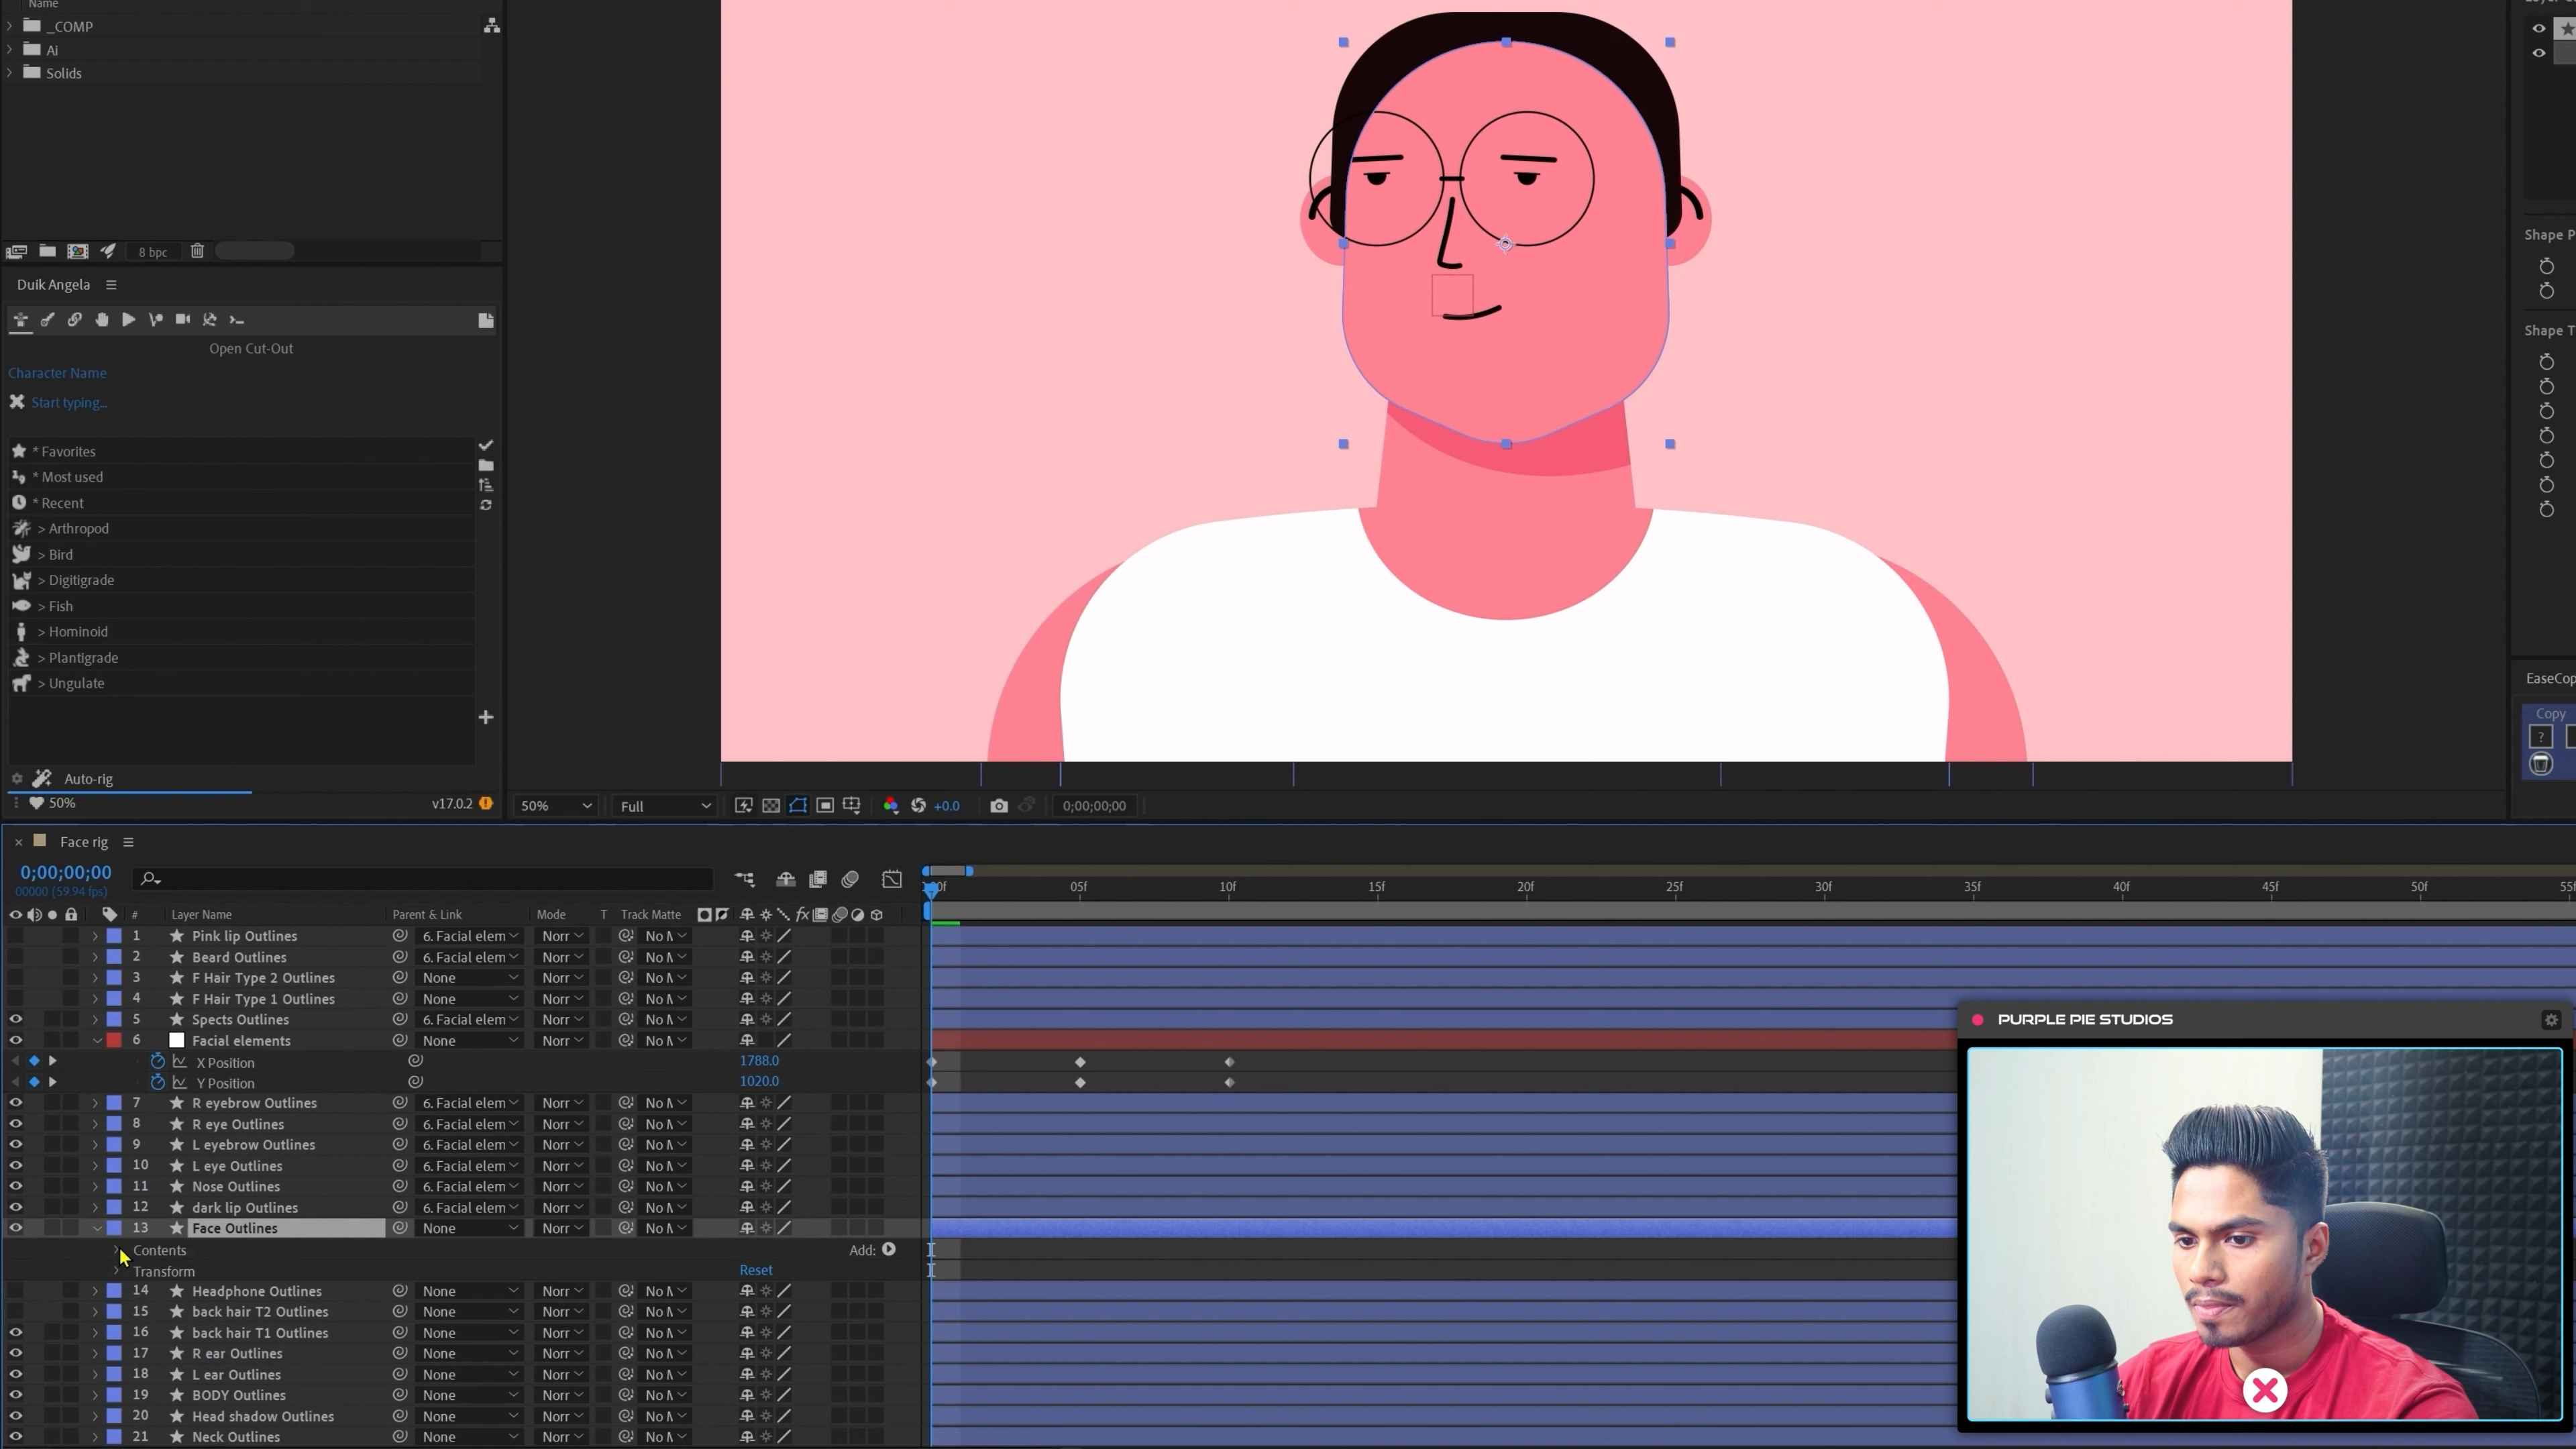 Name
_COMP
Ai
Solids
8 bpc
Duik Angela
Open Cut-Out
Character Name
Start typing...
* Favorites
* Most used
* Recent
> Arthropod
> Bird
> Digitigrade
> Fish
> Hominoid
> Plantigrade
> Ungulate
Auto-rig
50%
v17.0.2
50%
Full
+0.0
0;00;00;00
Shape P
Shape T
EaseCop
Copy
?
Face rig
0;00;00;00
00000 (59.94 fps)
05f 10f 15f 20f 25f 30f 35f 40f 45f 50f 55f
# Layer Name Parent & Link Mode T Track Matte fx
1 Pink lip Outlines 6. Facial elem Norr No
2 Beard Outlines 6. Facial elem Norr No
3 F Hair Type 2 Outlines None Norr No
4 F Hair Type 1 Outlines None Norr No
5 Spects Outlines 6. Facial elem Norr No
6 Facial elements None Norr No
X Position 1788.0
Y Position 1020.0
7 R eyebrow Outlines 6. Facial elem Norr No
8 R eye Outlines 6. Facial elem Norr No
9 L eyebrow Outlines 6. Facial elem Norr No
10 L eye Outlines 6. Facial elem Norr No
11 Nose Outlines 6. Facial elem Norr No
12 dark lip Outlines 6. Facial elem Norr No
13 Face Outlines None Norr No
Contents Add:
Transform Reset
14 Headphone Outlines None Norr No
15 back hair T2 Outlines None Norr No
16 back hair T1 Outlines None Norr No
17 R ear Outlines None Norr No
18 L ear Outlines None Norr No
19 BODY Outlines None Norr No
20 Head shadow Outlines None Norr No
21 Neck Outlines None Norr No
PURPLE PIE STUDIOS